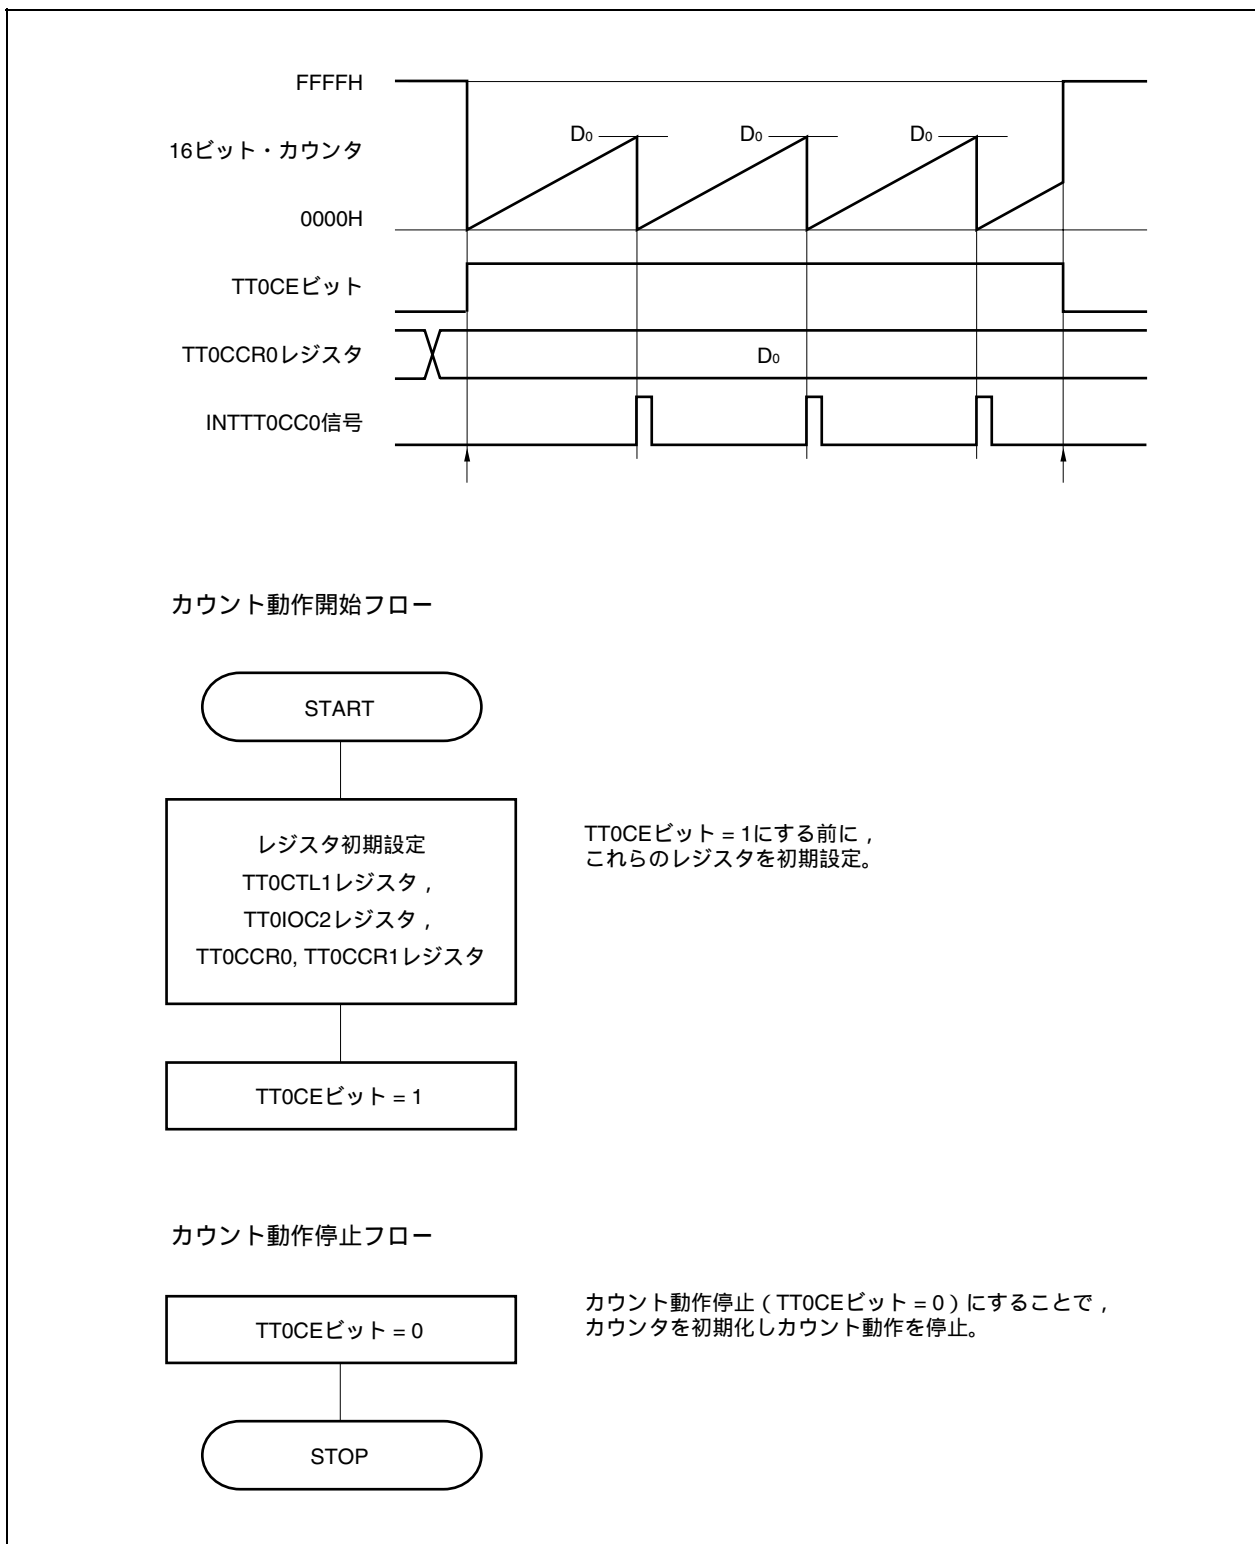 FFFFH
D0 D0 D0
16ビット・カウンタ
0000H
TT0CEビット
TT0CCR0レジスタ
D0
INTTT0CC0信号
カウント動作開始フロー
START
レジスタ初期設定
TT0CTL1レジスタ，
TT0IOC2レジスタ，
TT0CCR0, TT0CCR1レジスタ
TT0CEビット = 1にする前に，
これらのレジスタを初期設定。
TT0CEビット = 1
カウント動作停止フロー
TT0CEビット = 0
カウント動作停止（TT0CEビット = 0）にすることで，
カウンタを初期化しカウント動作を停止。
STOP